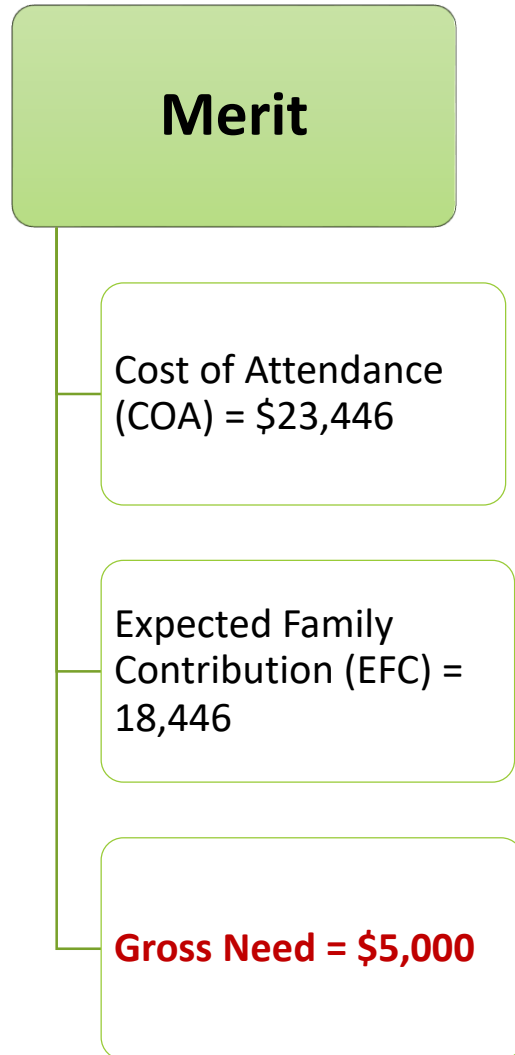 Merit
Cost of Attendance
(COA) = $23,446
Expected Family
Contribution (EFC) =
18,446
Gross Need = $5,000